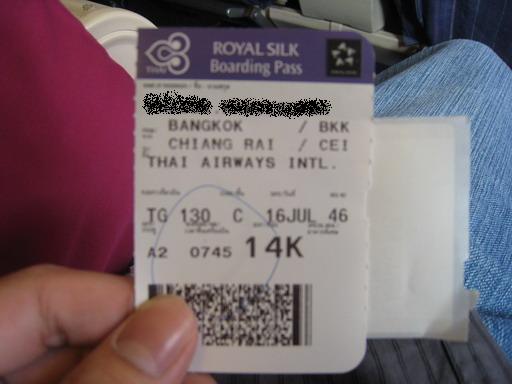 THAI
ROYAL SILK
Boarding Pass
BANGKOK / BKK
CHIANG RAI / CEI
THAI AIRWAYS INTL.
TG 130 C 16JUL 46
A2 0745 14K